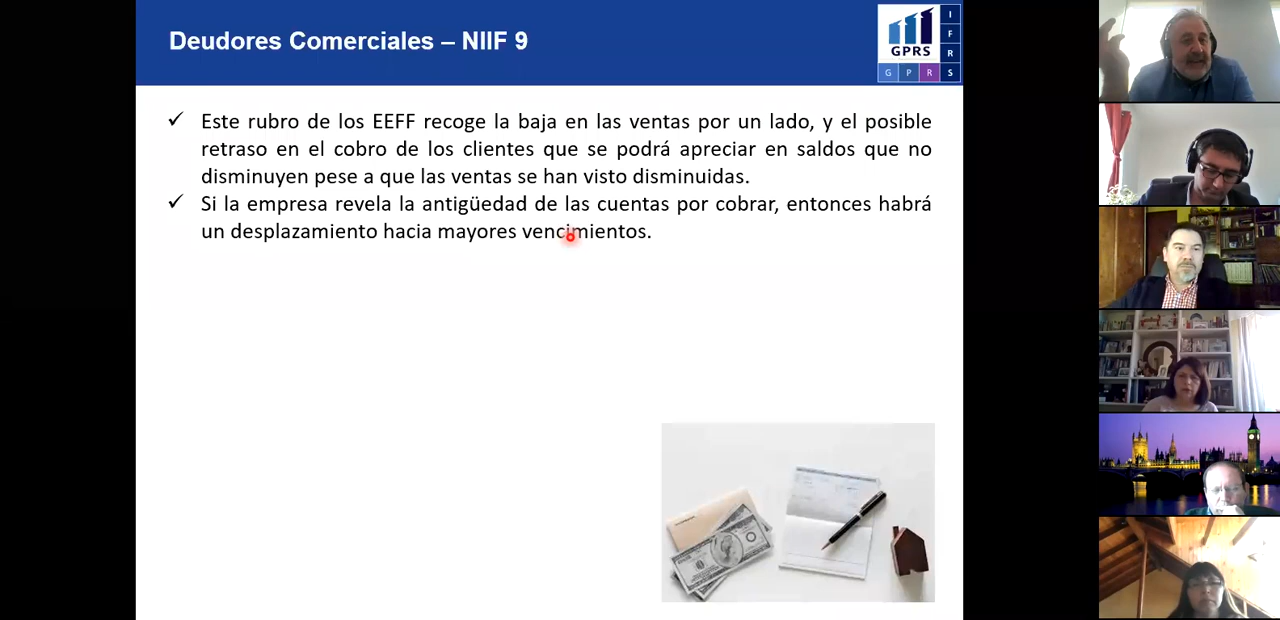 Deudores Comerciales – NIIF 9
GPRS
I
F
R
G P R S
✓ Este rubro de los EEFF recoge la baja en las ventas por un lado, y el posible
retraso en el cobro de los clientes que se podrá apreciar en saldos que no
disminuyen pese a que las ventas se han visto disminuidas.
✓ Si la empresa revela la antigüedad de las cuentas por cobrar, entonces habrá
un desplazamiento hacia mayores vencimientos.